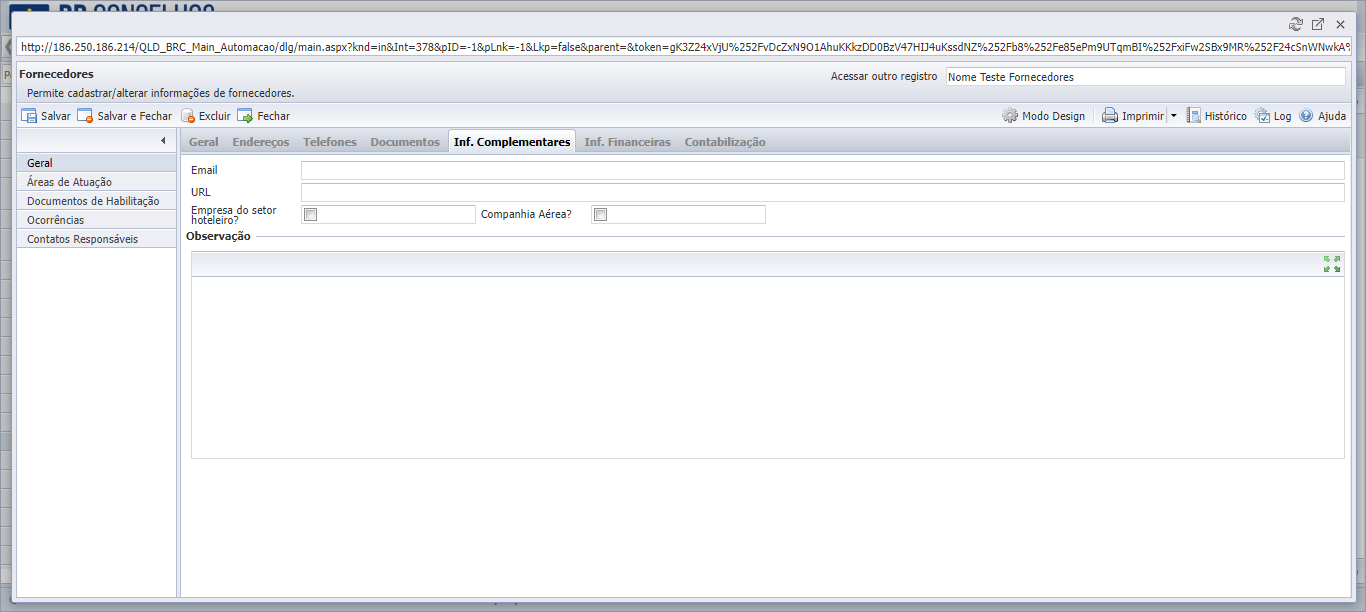 BR CONSELHOS
http://186.250.186.214/QLD_BRC_Main_Automacao/dlg/main.aspx?knd=in&Int=378&pID=-1&pLnk=-1&Lkp=false&parent=&token=gK3Z24xVjU%252FvDcZxN9O1AhuKKkzDD0BzV47HIJ4uKssdNZ%252Fb8%252Fe85ePm9UTqmBI%252FxiFw2SBx9MR%252F24cSnWNwkA%
Fornecedores
Acessar outro registro Nome Teste Fornecedores
Permite cadastrar/alterar informações de fornecedores.
Salvar Salvar e Fechar Excluir Fechar Modo Design Imprimir Histórico Log Ajuda
Geral Endereços Telefones Documentos Inf. Complementares Inf. Financeiras Contabilização
Geral
Áreas de Atuação
Documentos de Habilitação
Ocorrências
Contatos Responsáveis
Email
URL
Empresa do setor
hoteleiro?
Companhia Aérea?
Observação